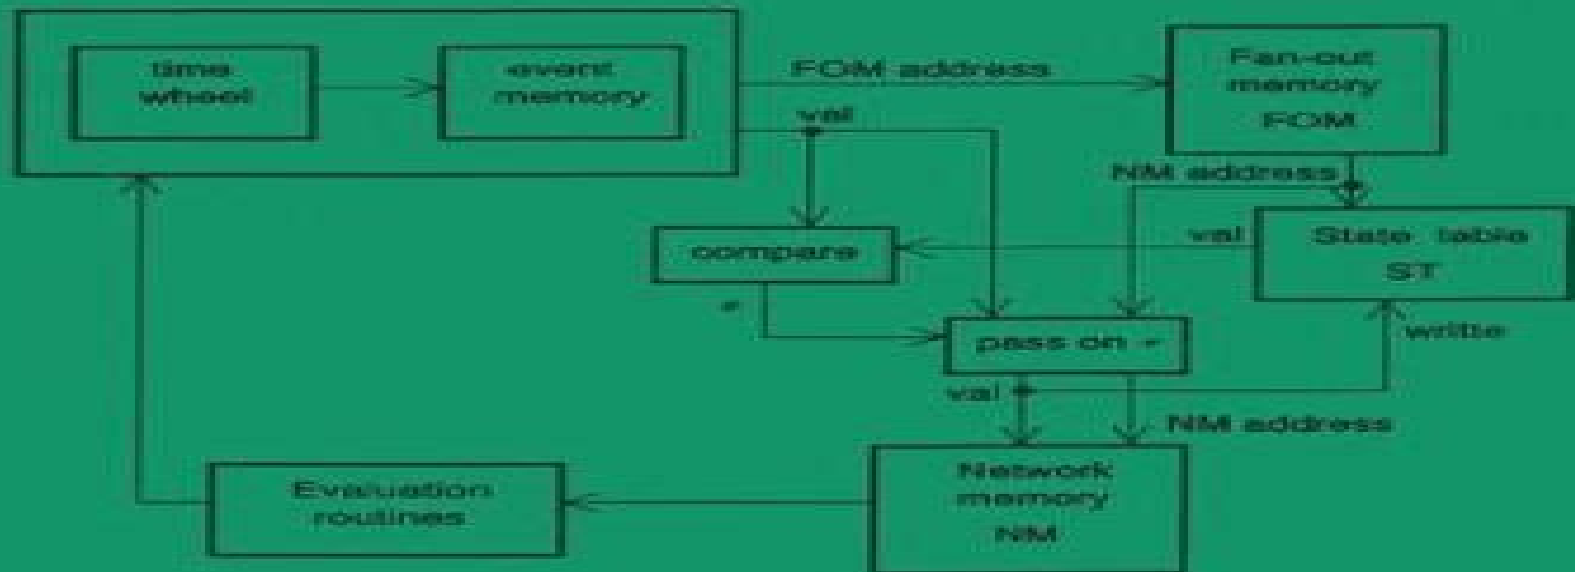 time
wheel
event
memory
FOM address
val
Fan-out
memory
FOM
NM address
compare
val
State table
ST
pass on
write
val
NM address
Evaluation
routines
Network
memory
NM